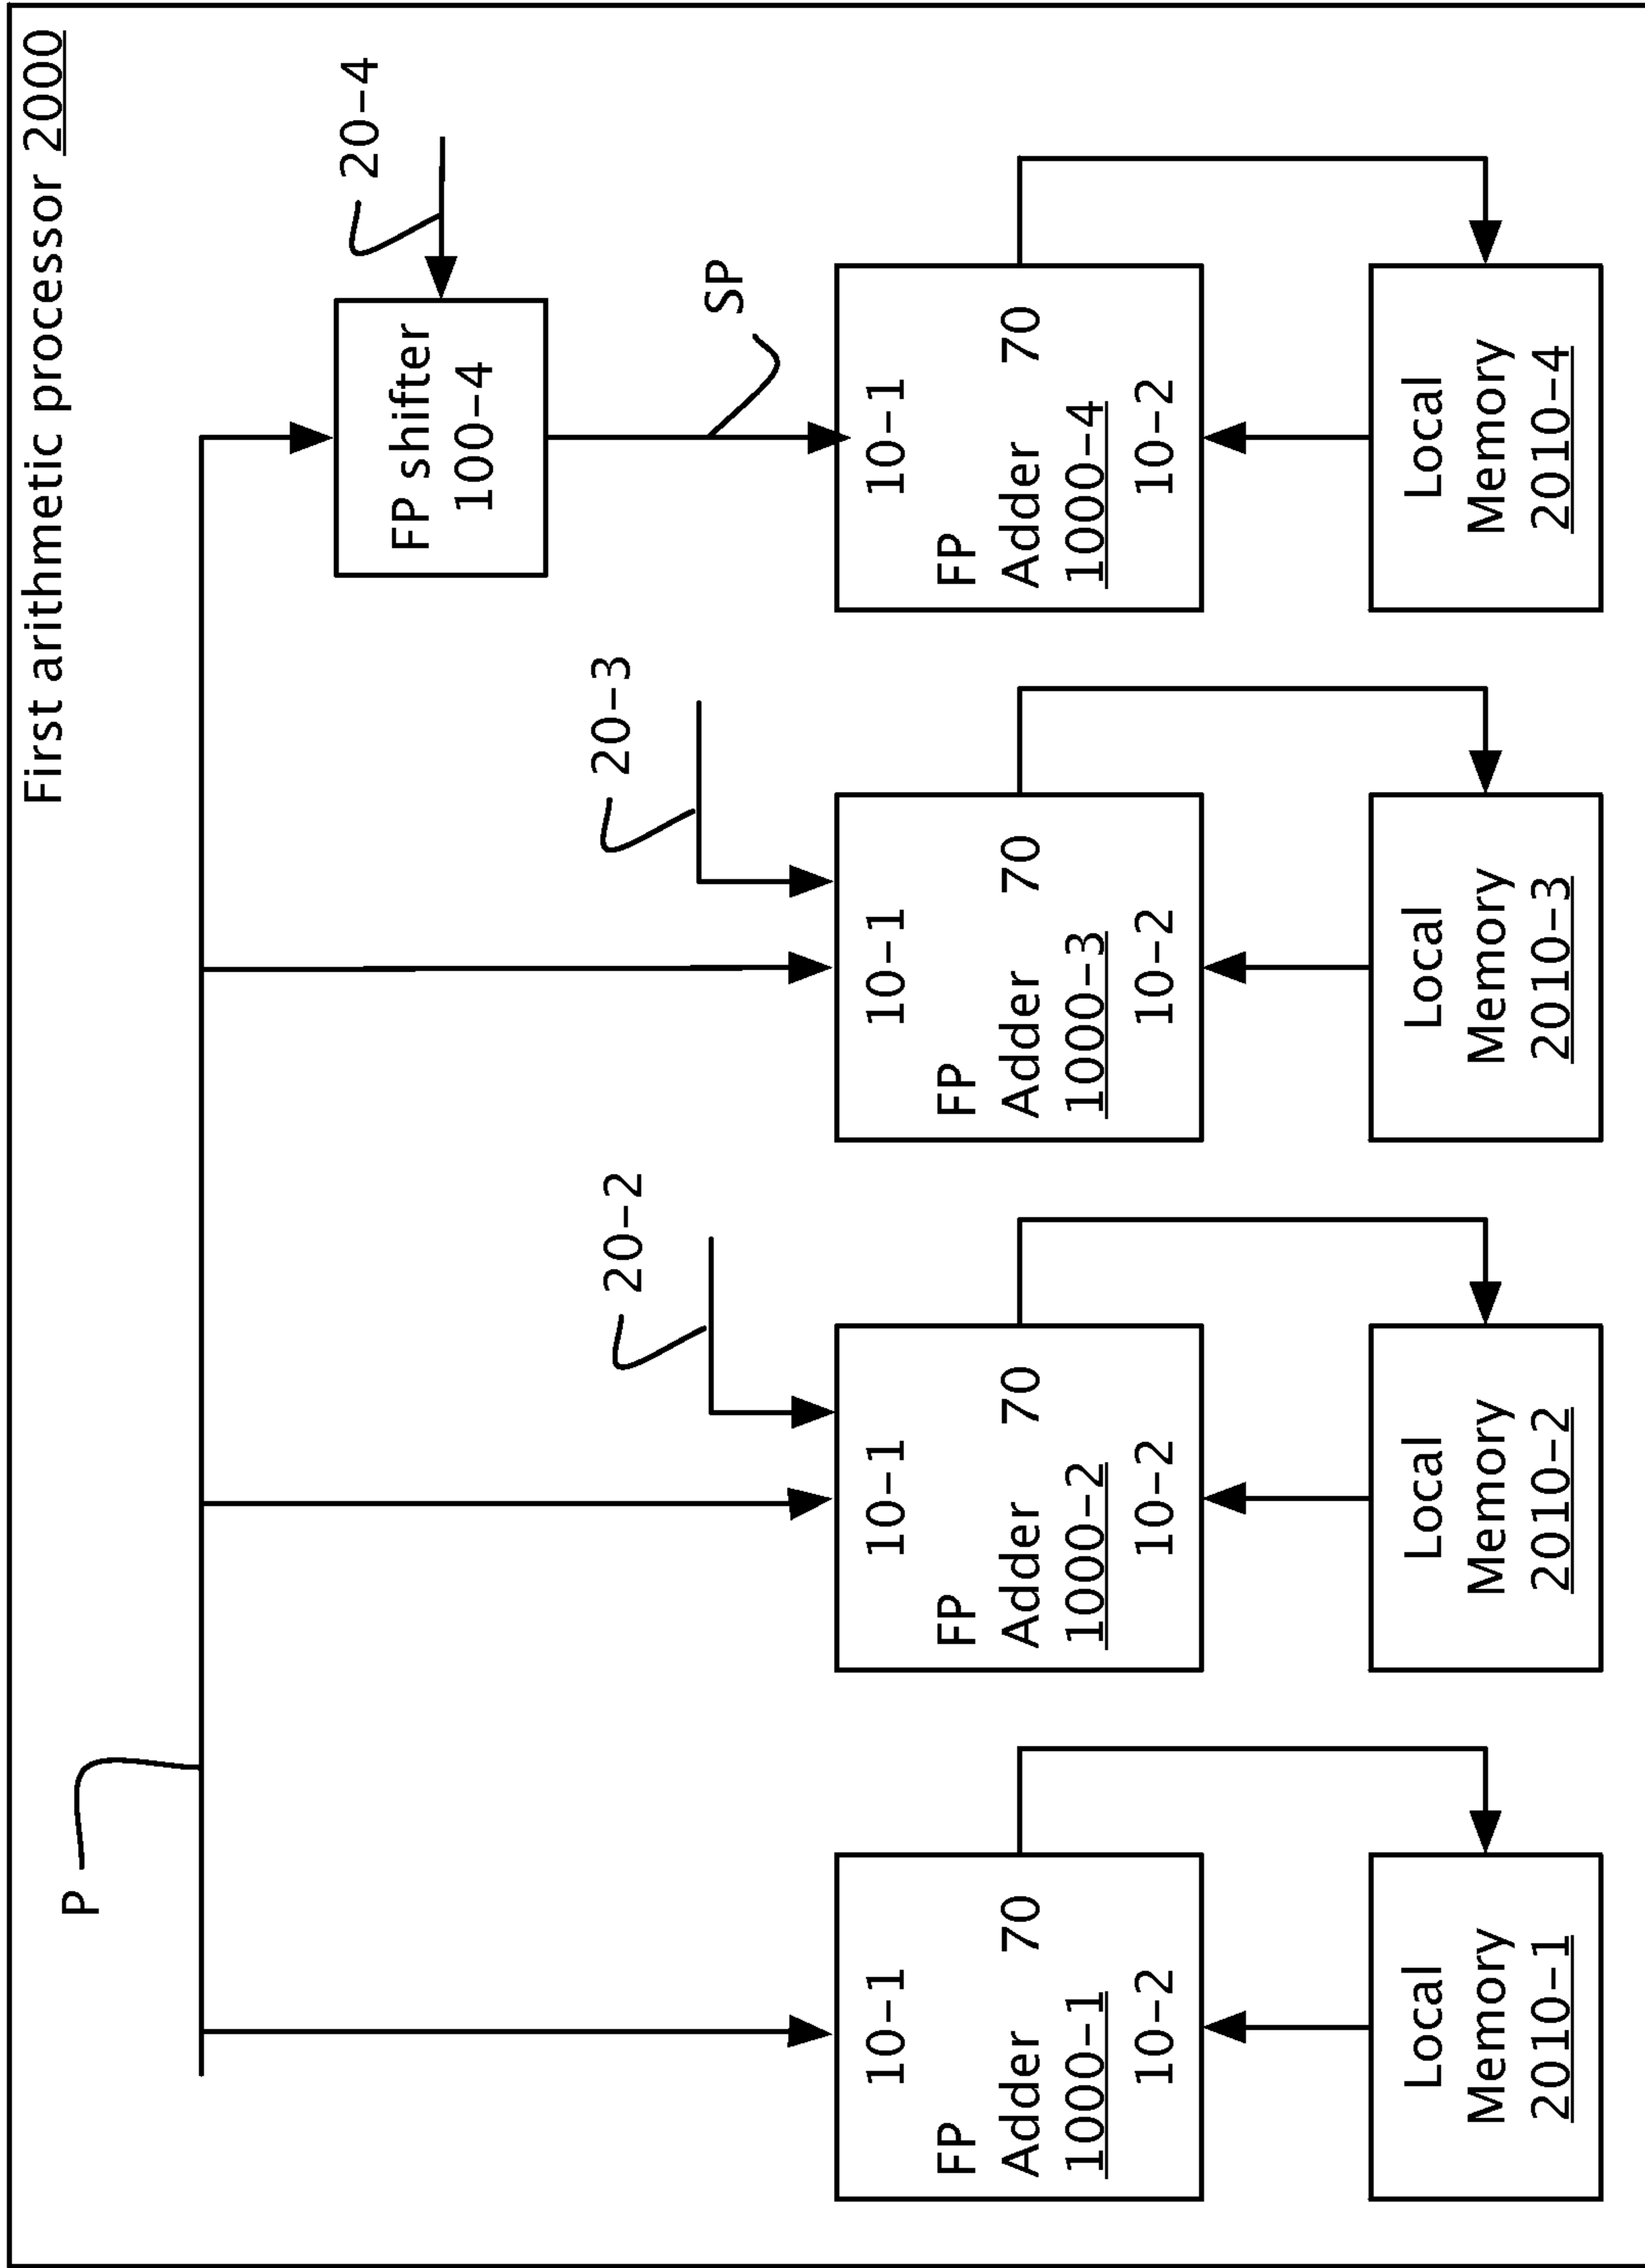 First arithmetic processor 2000
P
20-4
FP shifter
100-4
20-2
20-3
SP
10-1
FP
Adder 70
1000-1
10-2
10-1
FP
Adder 70
1000-2
10-2
10-1
FP
Adder 70
1000-3
10-2
10-1
FP
Adder 70
1000-4
10-2
Local
Memory
2010-1
Local
Memory
2010-2
Local
Memory
2010-3
Local
Memory
2010-4